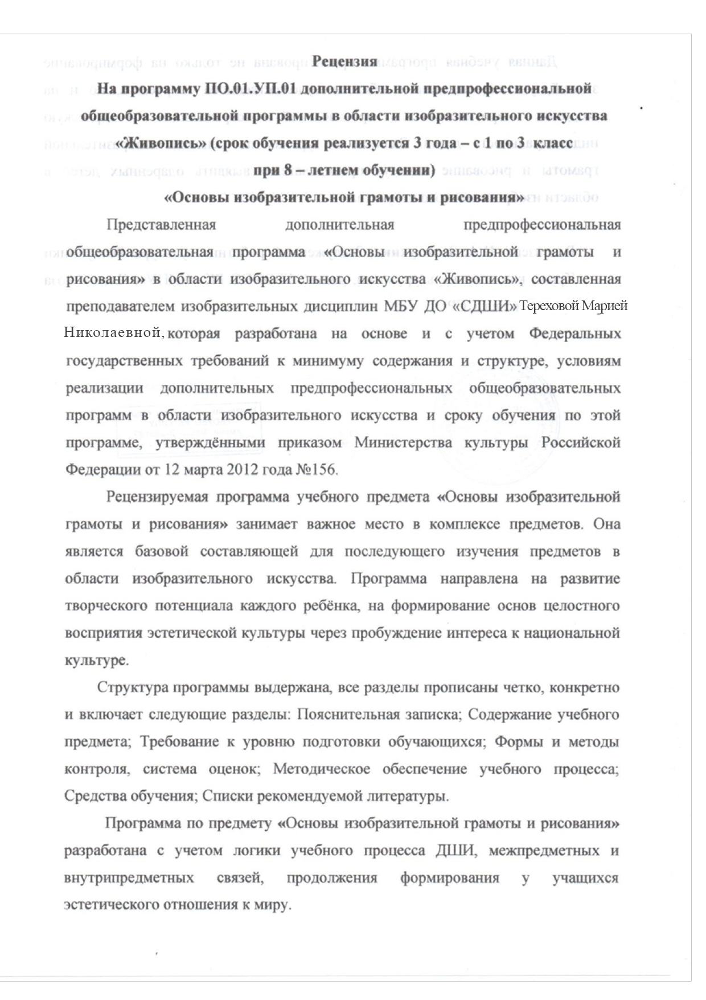 Рецензия
На программу ПО.01.УП.01 дополнительной предпрофессиональной
общеобразовательной программы в области изобразительного искусства
«Живопись» (срок обучения реализуется 3 года – с 1 по 3 класс
при 8 – летнем обучении)
«Основы изобразительной грамоты и рисования»
Представленная дополнительная предпрофессиональная
общеобразовательная программа «Основы изобразительной грамоты и
рисования» в области изобразительного искусства «Живопись», составленная
преподавателем изобразительных дисциплин МБУ ДО «СДШИ» Тереховой Марией
Николаевной, которая разработана на основе и с учетом Федеральных
государственных требований к минимуму содержания и структуре, условиям
реализации дополнительных предпрофессиональных общеобразовательных
программ в области изобразительного искусства и сроку обучения по этой
программе, утверждёнными приказом Министерства культуры Российской
Федерации от 12 марта 2012 года №156.
Рецензируемая программа учебного предмета «Основы изобразительной
грамоты и рисования» занимает важное место в комплексе предметов. Она
является базовой составляющей для последующего изучения предметов в
области изобразительного искусства. Программа направлена на развитие
творческого потенциала каждого ребёнка, на формирование основ целостного
восприятия эстетической культуры через пробуждение интереса к национальной
культуре.
Структура программы выдержана, все разделы прописаны четко, конкретно
и включает следующие разделы: Пояснительная записка; Содержание учебного
предмета; Требование к уровню подготовки обучающихся; Формы и методы
контроля, система оценок; Методическое обеспечение учебного процесса;
Средства обучения; Списки рекомендуемой литературы.
Программа по предмету «Основы изобразительной грамоты и рисования»
разработана с учетом логики учебного процесса ДШИ, межпредметных и
внутрипредметных связей, продолжения формирования у учащихся
эстетического отношения к миру.